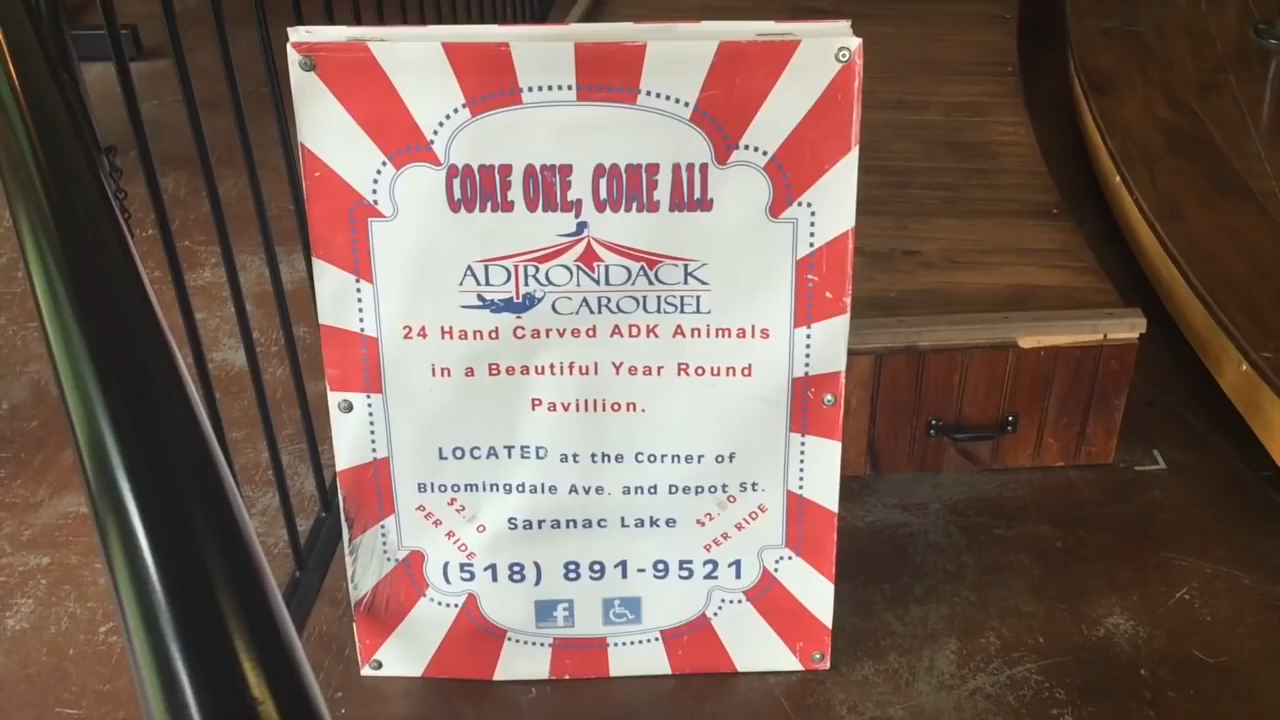 COME ONE, COME ALL
ADIRONDACK
CAROUSEL
24 Hand Carved ADK Animals
in a Beautiful Year Round
Pavillion.
LOCATED at the Corner of
Bloomingdale Ave. and Depot St.
Saranac Lake
PER RIDE
PER RIDE
(518) 891-9521
f